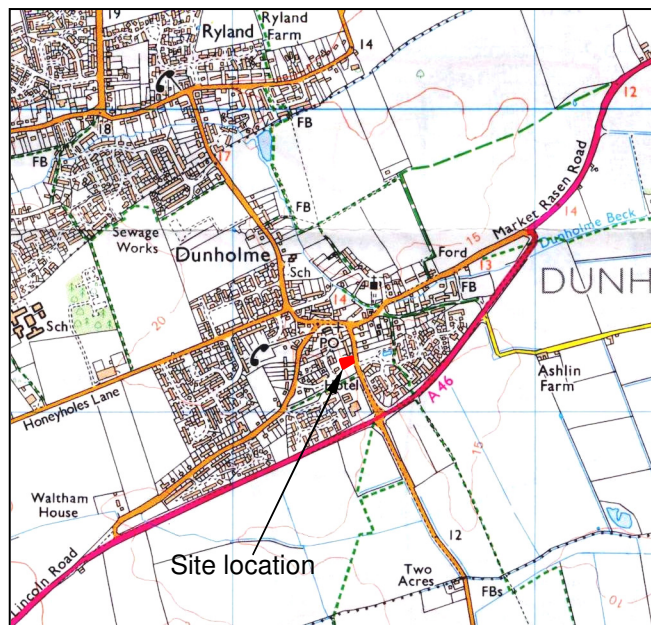 19
Ryland
Ryland
Farm
14
12
18
FB
17
FB
Market Rasen Road
14
Sewage
Works
FB
Dunholme Beck
Dunholme
Sch
15
Ford
13
DUNH
14
FB
20
Sch
PO
Hotel
A 46
Ashlin
Farm
Honeyholes Lane
15
Waltham
House
12
Site location
Lincoln Road
Two
Acres
FBs
10